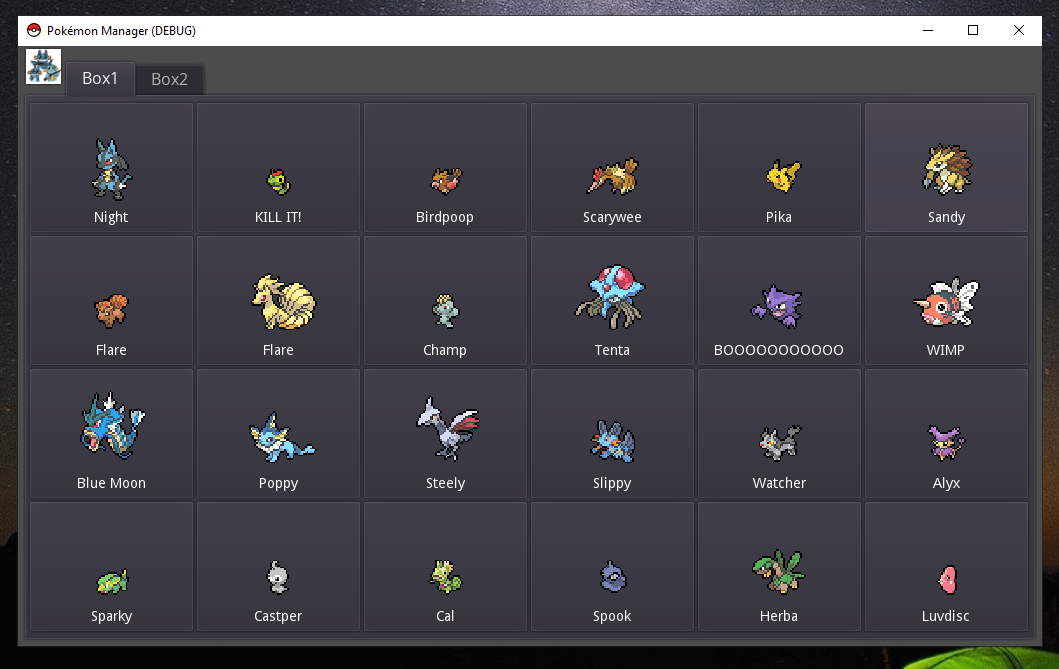 Pokémon Manager (DEBUG)
Box1 Box2
Night KILL IT! Birdpoop Scarywee Pika Sandy
Flare Flare Champ Tenta BOOOOOOOOOOO WIMP
Blue Moon Poppy Steely Slippy Watcher Alyx
Sparky Castper Cal Spook Herba Luvdisc